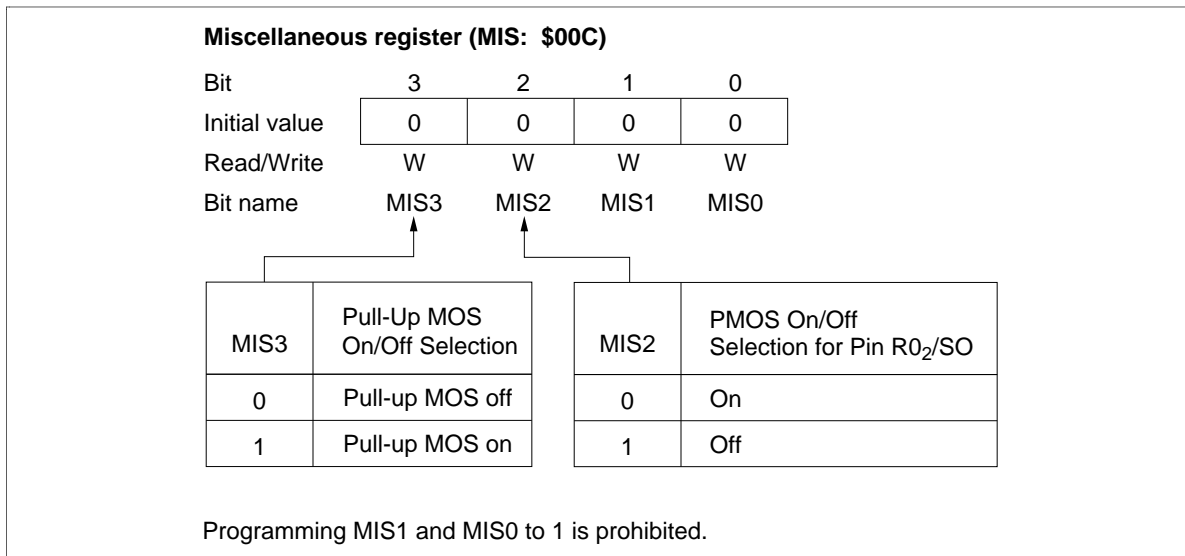 Miscellaneous register (MIS: $00C)
Bit 3 2 1 0
Initial value 0 0 0 0
Read/Write W W W W
Bit name MIS3 MIS2 MIS1 MIS0
MIS3 Pull-Up MOS
On/Off Selection
0 Pull-up MOS off
1 Pull-up MOS on
MIS2 PMOS On/Off
Selection for Pin R0₂/SO
0 On
1 Off
Programming MIS1 and MIS0 to 1 is prohibited.